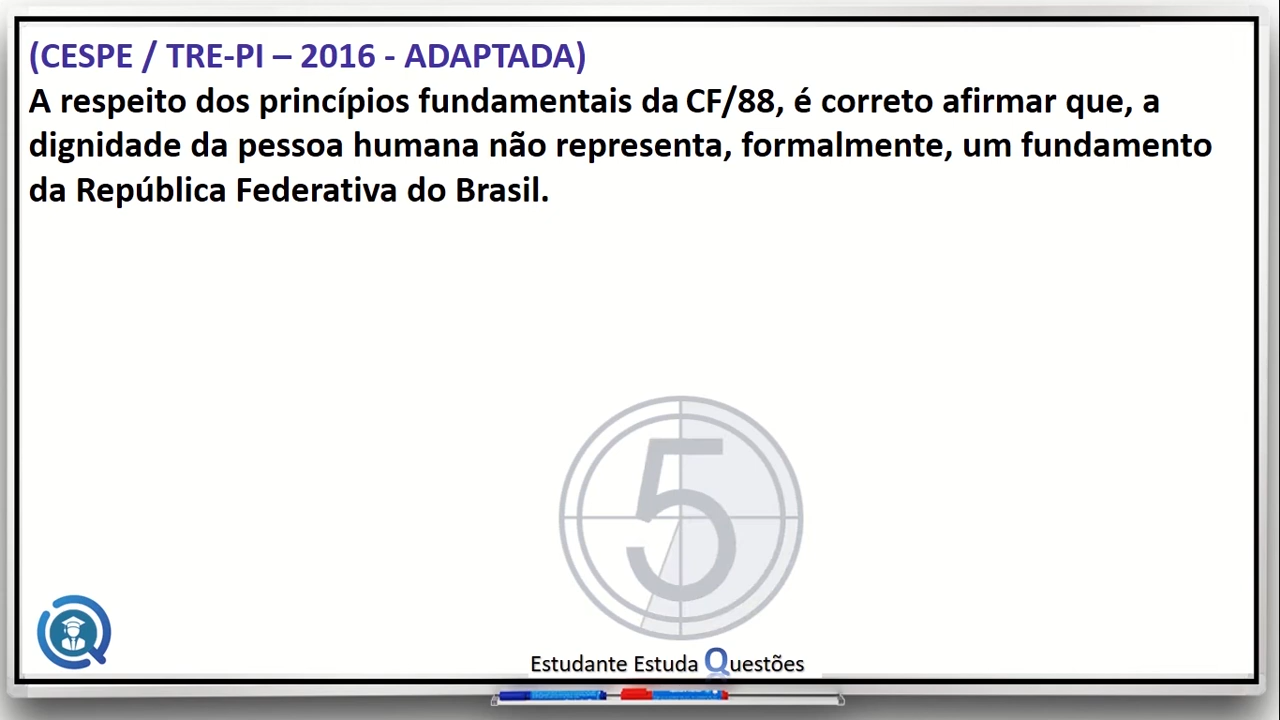 (CESPE / TRE-PI – 2016 - ADAPTADA)
A respeito dos princípios fundamentais da CF/88, é correto afirmar que, a
dignidade da pessoa humana não representa, formalmente, um fundamento
da República Federativa do Brasil.
5
Estudante Estuda Questões